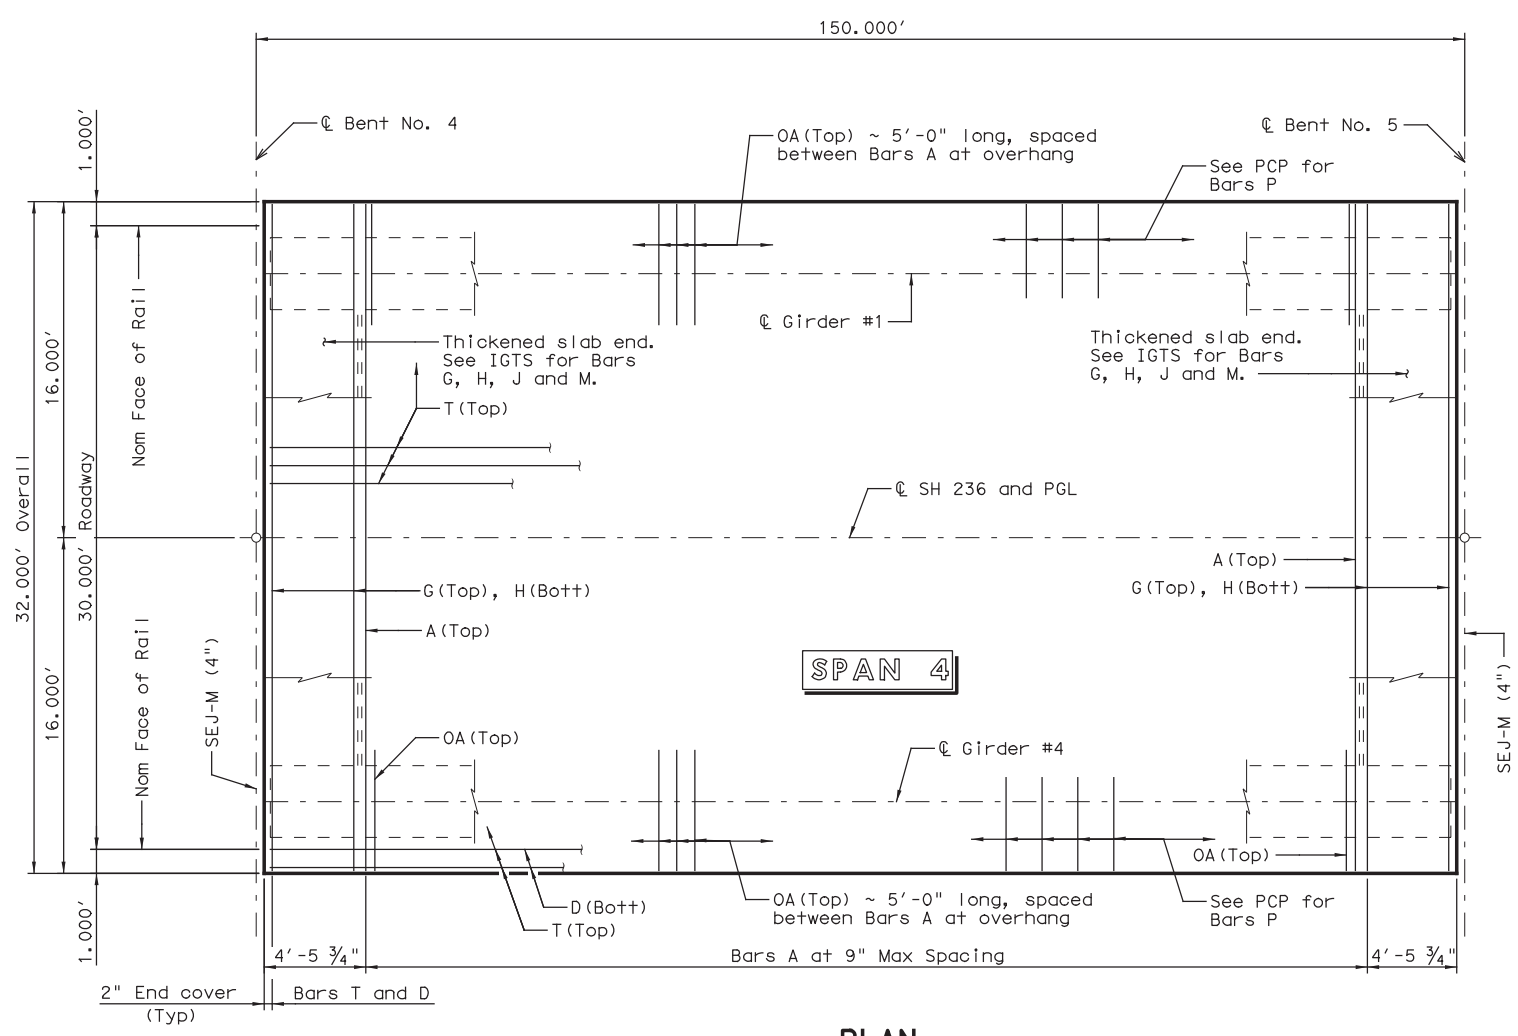 150.000'
1.000'
℄ Bent No. 4
℄ Bent No. 5
OA(Top) ~ 5'-0" long, spaced
between Bars A at overhang
See PCP for
Bars P
Nom Face of Rail
16.000'
℄ Girder #1
Thickened slab end.
See IGTS for Bars
G, H, J and M.
Thickened slab end.
See IGTS for Bars
G, H, J and M.
T(Top)
32.000' Overall
30.000' Roadway
℄ SH 236 and PGL
A(Top)
G(Top), H(Bott)
G(Top), H(Bott)
A(Top)
SPAN 4
16.000'
Nom Face of Rail
SEJ-M (4")
SEJ-M (4")
OA(Top)
℄ Girder #4
OA(Top)
1.000'
D(Bott)
T(Top)
OA(Top) ~ 5'-0" long, spaced
between Bars A at overhang
See PCP for
Bars P
4'-5 ¾"
Bars A at 9" Max Spacing
4'-5 ¾"
2" End cover
(Typ)
Bars T and D
PLAN